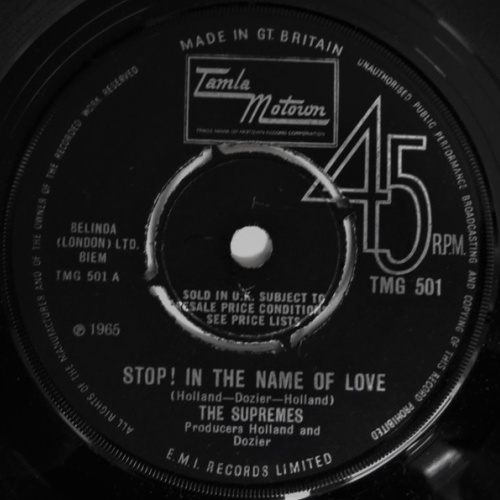 MADE IN GT. BRITAIN
UNAUTHORISED PUBLIC PERFORMANCE BROADCASTING AND COPYING OF THIS RECORD PROHIBITED
ALL RIGHTS OF THE MANUFACTURER AND OF THE OWNER OF THE RECORDED WORK RESERVED
Tamla
Motown
TRADE MARK OF MOTOWN RECORD CORPORATION
45
R.P.M.
BELINDA
(LONDON) LTD.
BIEM
TMG 501 A
TMG 501
SOLD IN U.K. SUBJECT TO
RESALE PRICE CONDITIONS
SEE PRICE LISTS
℗ 1965
STOP! IN THE NAME OF LOVE
(Holland—Dozier—Holland)
THE SUPREMES
Producers Holland and
Dozier
E.M.I. RECORDS LIMITED